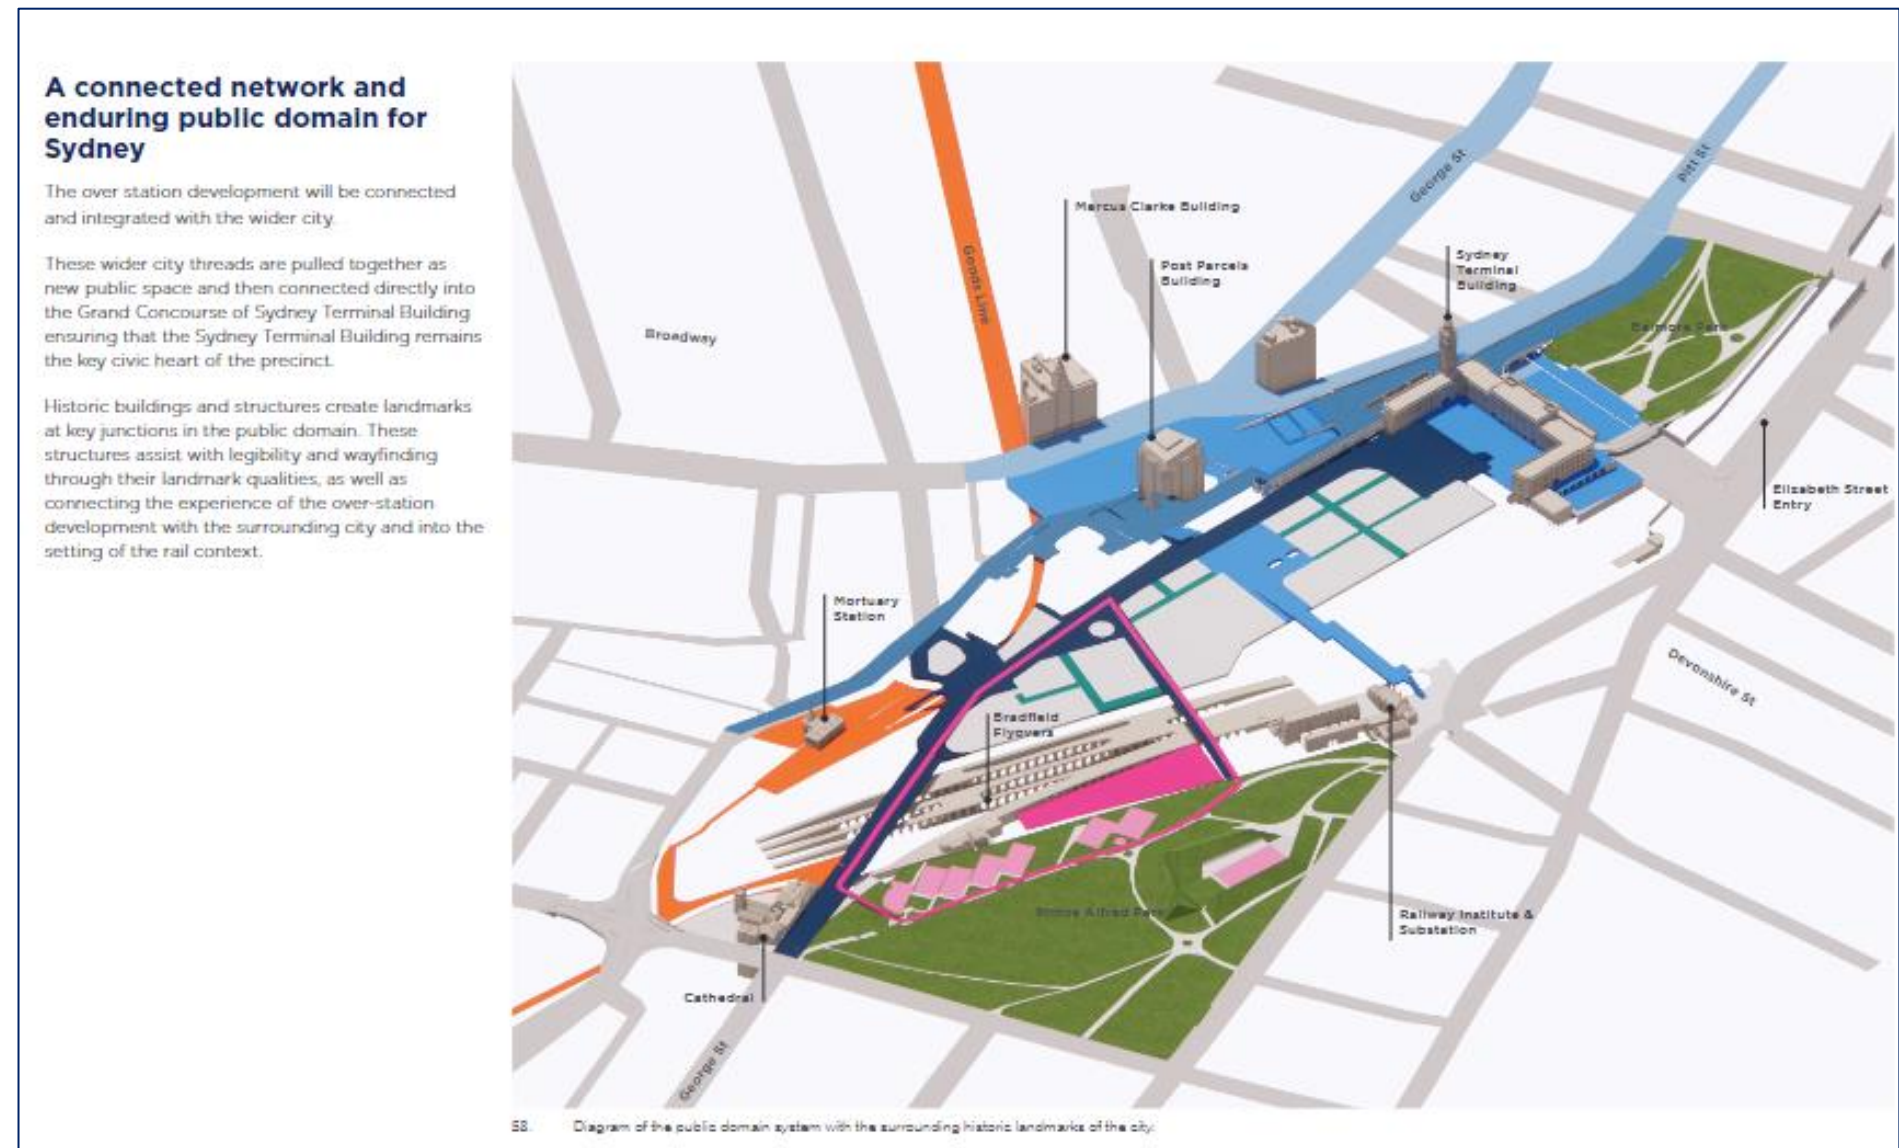 A connected network and
enduring public domain for
Sydney
The over station development will be connected
and integrated with the wider city.
These wider city threads are pulled together as
new public space and then connected directly into
the Grand Concourse of Sydney Terminal Building
ensuring that the Sydney Terminal Building remains
the key civic heart of the precinct.
Historic buildings and structures create landmarks
at key junctions in the public domain. These
structures assist with legibility and wayfinding
through their landmark qualities, as well as
connecting the experience of the over-station
development with the surrounding city and into the
setting of the rail context.
Broadway
Goods Line
Marcus Clarke Building
Post Parcels
Building
George St
Pitt St
Sydney
Terminal
Building
Belmore Park
Elizabeth Street
Entry
Mortuary
Station
Bradfield
Flyovers
Devonshire St
Prince Alfred Park
Railway Institute &
Substation
Cathedral
George St
58. Diagram of the public domain system with the surrounding historic landmarks of the city.